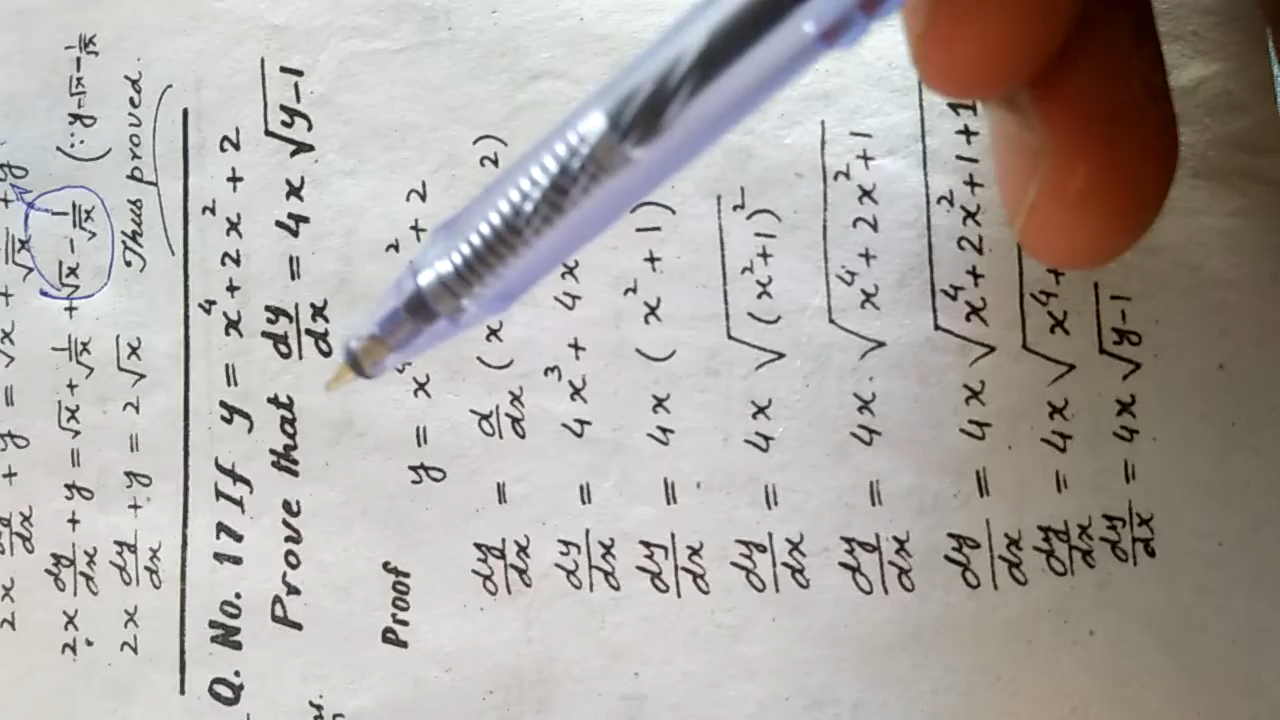 2x dy/dx + y = √x + 1/√x + y
2x dy/dx + y = √x + 1/√x + √x - 1/√x (∵ y = √x - 1/√x
2x dy/dx + y = 2√x Thus proved.
Q. No. 17 If y = x⁴ + 2x² + 2
Prove that dy/dx = 4x √(y-1)
Proof y = x⁴ ² + 2
dy/dx = d/dx (x 2)
dy/dx = 4x³ + 4x
dy/dx = 4x (x² + 1)
dy/dx = 4x √((x²+1)²)
dy/dx = 4x . √(x⁴ + 2x² + 1)
dy/dx = 4x √(x⁴ + 2x² + 1 + 1
dy/dx = 4x √(x⁴ +
dy/dx = 4x √(y-1)